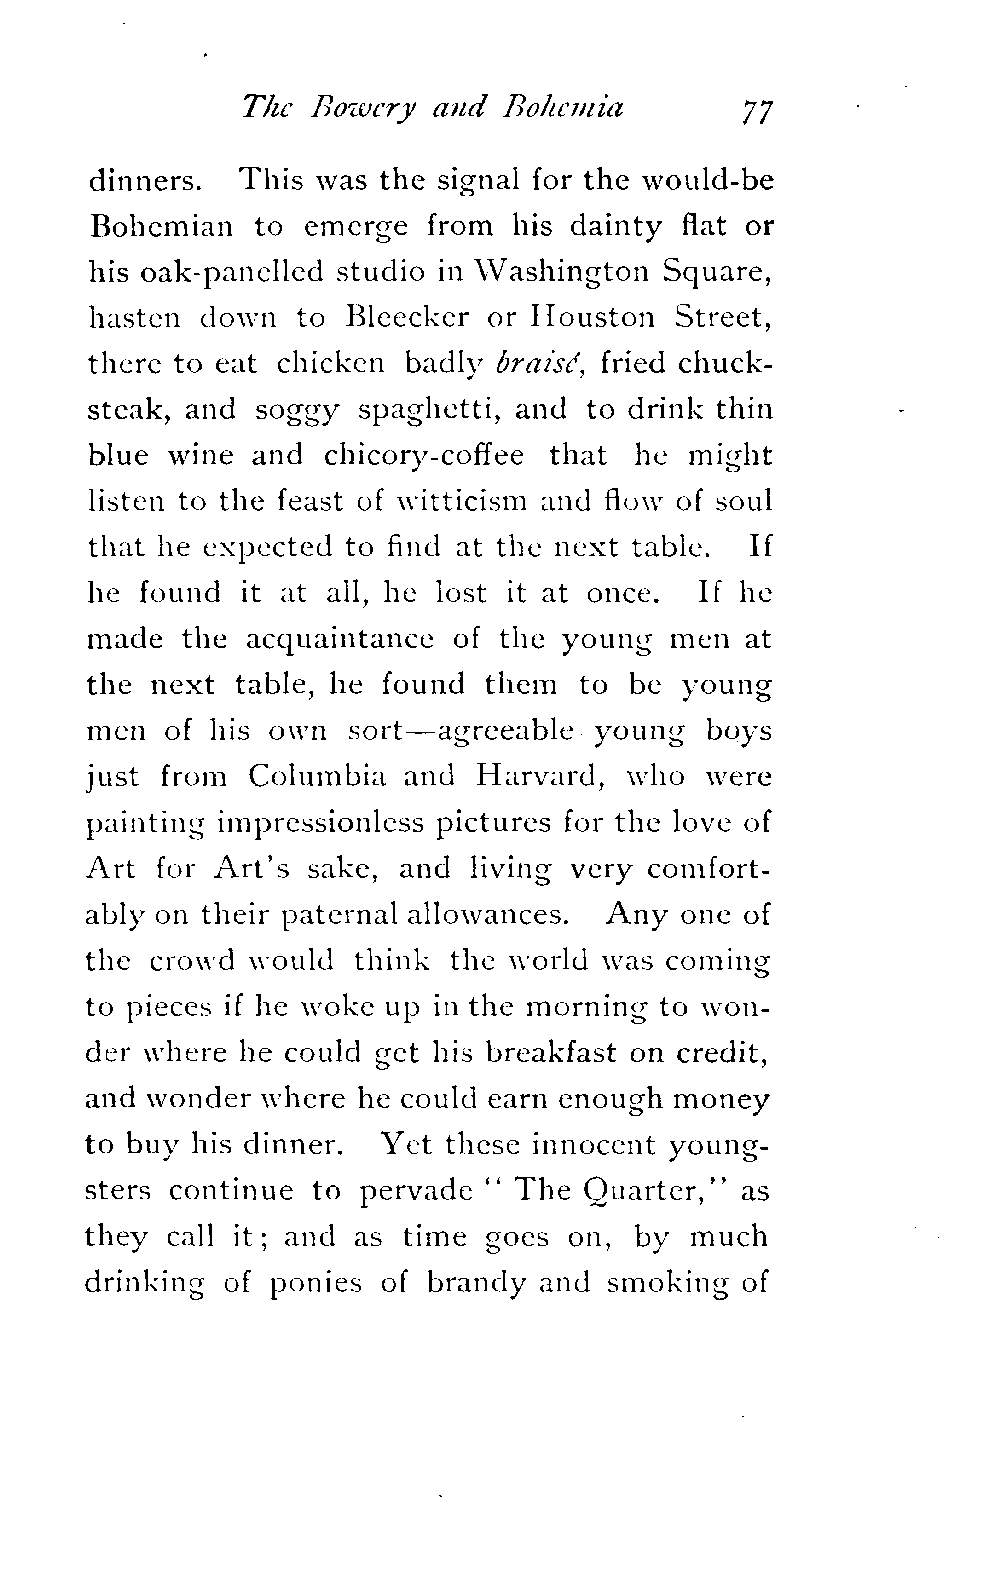 The Bowery and Bohemia 77
dinners. This was the signal for the would-be
Bohemian to emerge from his dainty flat or
his oak-panelled studio in Washington Square,
hasten down to Bleecker or Houston Street,
there to eat chicken badly braisé, fried chuck-
steak, and soggy spaghetti, and to drink thin
blue wine and chicory-coffee that he might
listen to the feast of witticism and flow of soul
that he expected to find at the next table. If
he found it at all, he lost it at once. If he
made the acquaintance of the young men at
the next table, he found them to be young
men of his own sort—agreeable young boys
just from Columbia and Harvard, who were
painting impressionless pictures for the love of
Art for Art's sake, and living very comfort-
ably on their paternal allowances. Any one of
the crowd would think the world was coming
to pieces if he woke up in the morning to won-
der where he could get his breakfast on credit,
and wonder where he could earn enough money
to buy his dinner. Yet these innocent young-
sters continue to pervade " The Quarter," as
they call it; and as time goes on, by much
drinking of ponies of brandy and smoking of